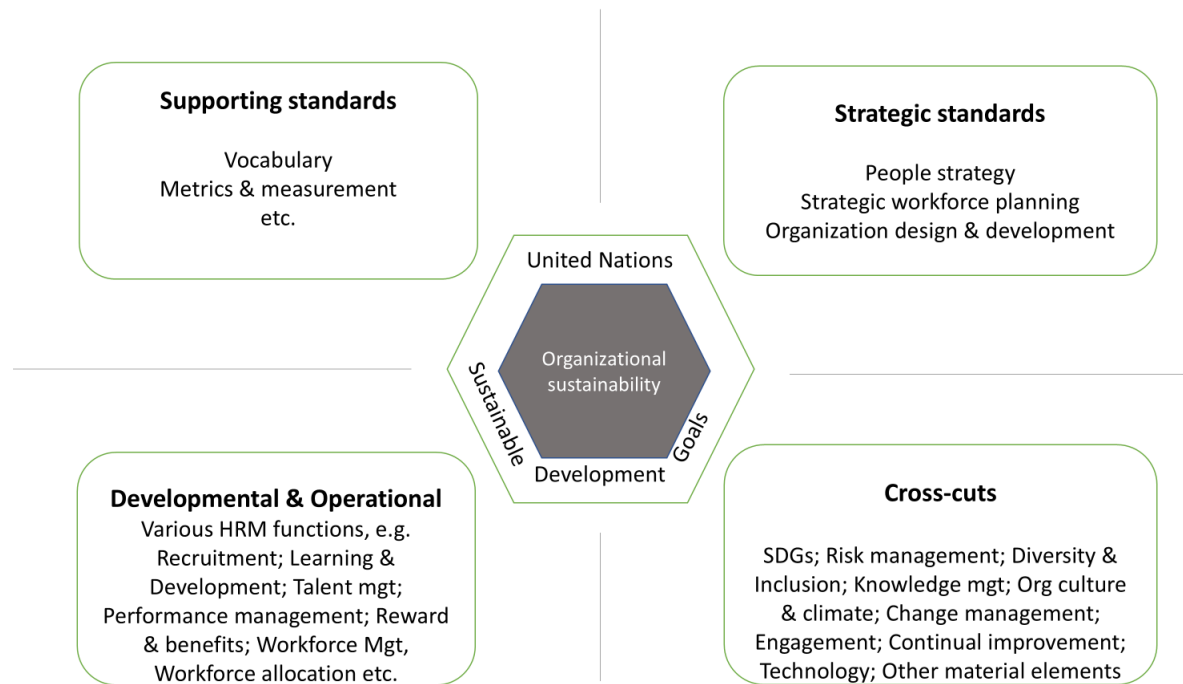 Supporting standards
Vocabulary
Metrics & measurement
etc.
Strategic standards
People strategy
Strategic workforce planning
Organization design & development
United Nations
Sustainable
Development
Goals
Organizational
sustainability
Developmental & Operational
Various HRM functions, e.g.
Recruitment; Learning &
Development; Talent mgt;
Performance management; Reward
& benefits; Workforce Mgt,
Workforce allocation etc.
Cross-cuts
SDGs; Risk management; Diversity &
Inclusion; Knowledge mgt; Org culture
& climate; Change management;
Engagement; Continual improvement;
Technology; Other material elements